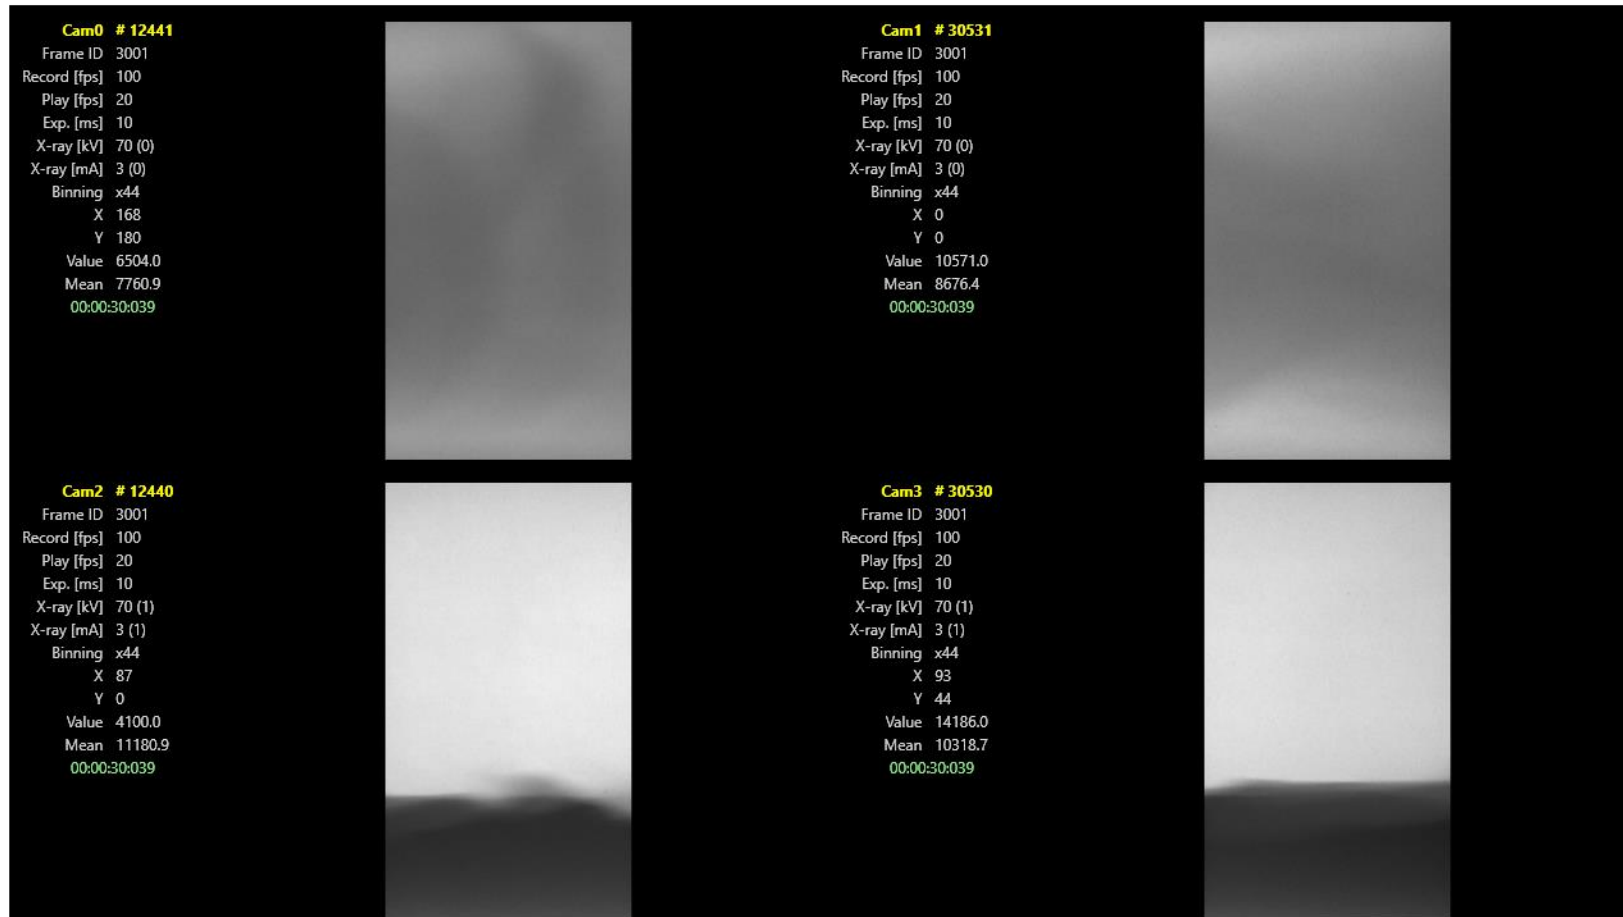 Cam0 # 12441
Frame ID 3001
Record [fps] 100
Play [fps] 20
Exp. [ms] 10
X-ray [kV] 70 (0)
X-ray [mA] 3 (0)
Binning x44
X 168
Y 180
Value 6504.0
Mean 7760.9
00:00:30:039
Cam1 # 30531
Frame ID 3001
Record [fps] 100
Play [fps] 20
Exp. [ms] 10
X-ray [kV] 70 (0)
X-ray [mA] 3 (0)
Binning x44
X 0
Y 0
Value 10571.0
Mean 8676.4
00:00:30:039
Cam2 # 12440
Frame ID 3001
Record [fps] 100
Play [fps] 20
Exp. [ms] 10
X-ray [kV] 70 (1)
X-ray [mA] 3 (1)
Binning x44
X 87
Y 0
Value 4100.0
Mean 11180.9
00:00:30:039
Cam3 # 30530
Frame ID 3001
Record [fps] 100
Play [fps] 20
Exp. [ms] 10
X-ray [kV] 70 (1)
X-ray [mA] 3 (1)
Binning x44
X 93
Y 44
Value 14186.0
Mean 10318.7
00:00:30:039